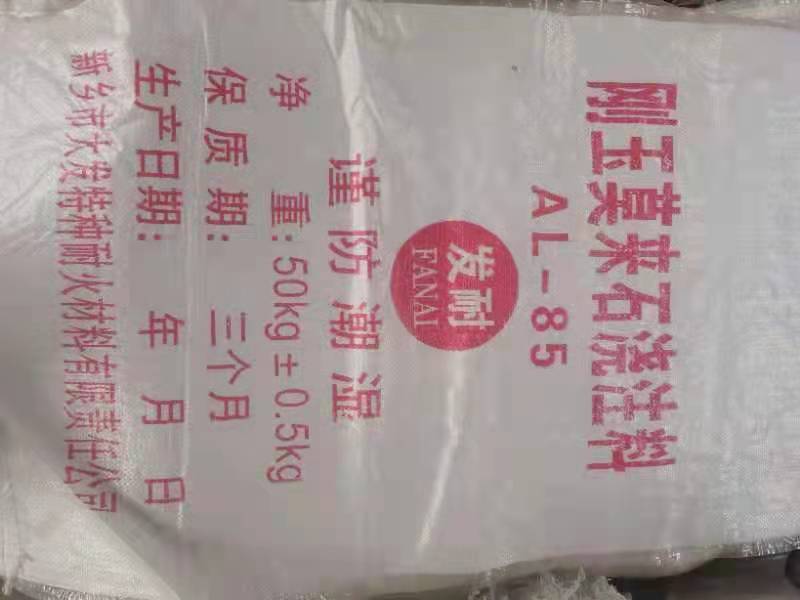 刚玉莫来石浇注料
AL-85
发耐
FANAI
谨防潮湿
净 重: 50kg ± 0.5kg
保质期: 三个月
生产日期: 年 月 日
新乡市大发特种耐火材料有限责任公司